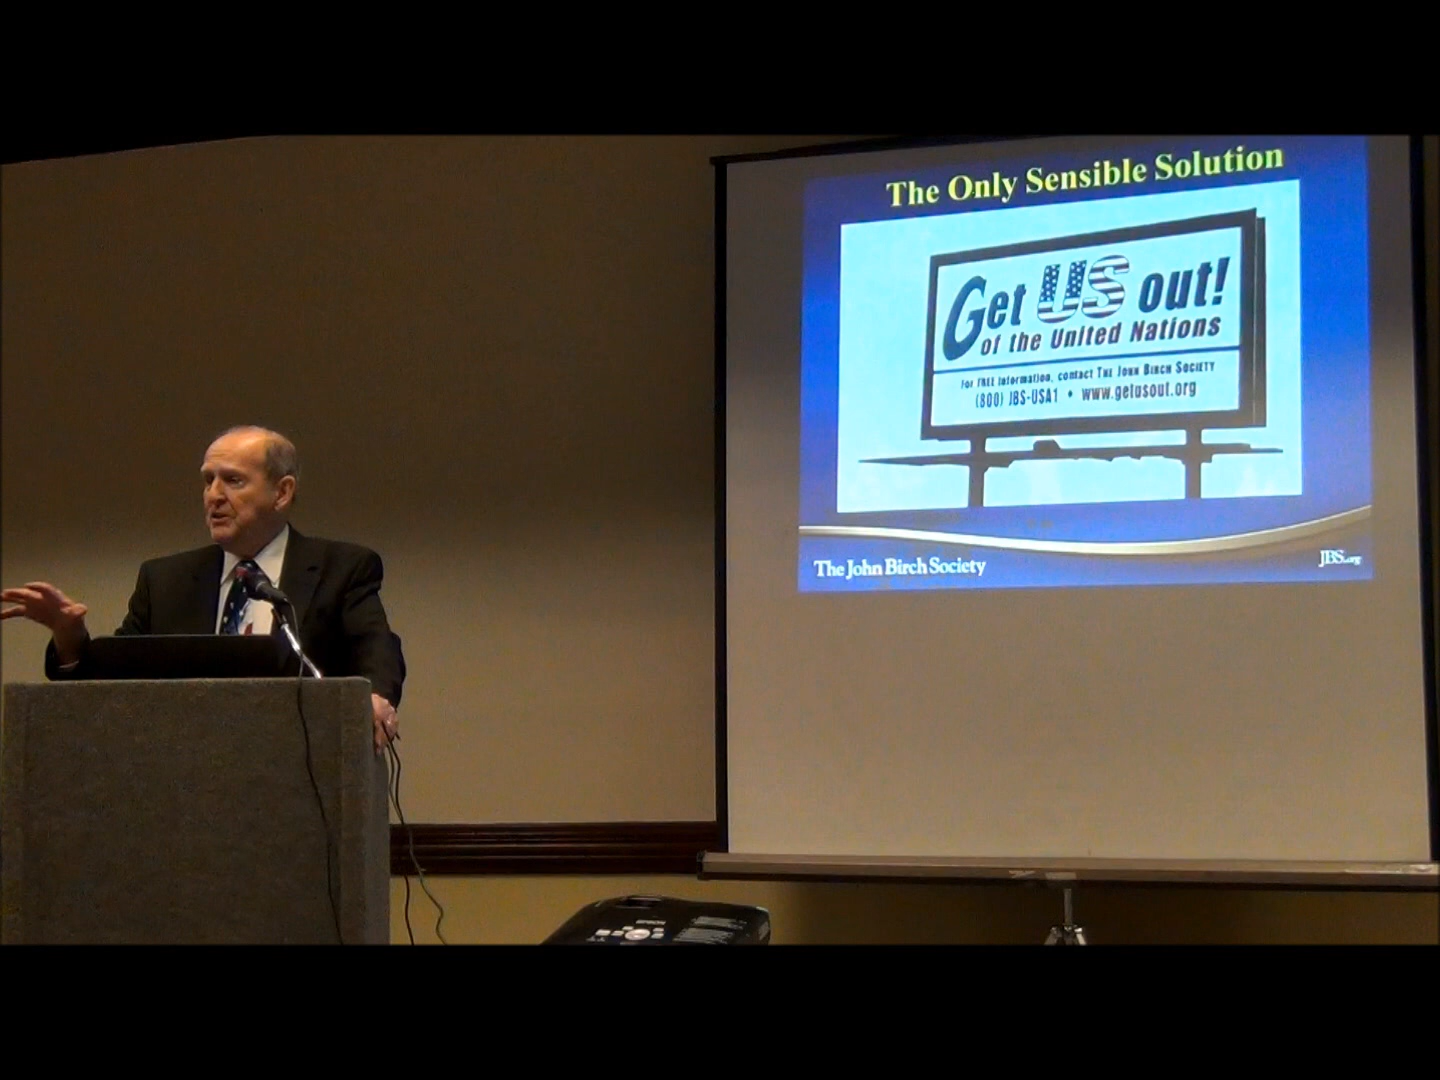 The Only Sensible Solution
Get US out!
of the United Nations
For FREE Information, contact The John Birch Society
(800) JBS-USA1 • www.getusout.org
The John Birch Society
JBS.org